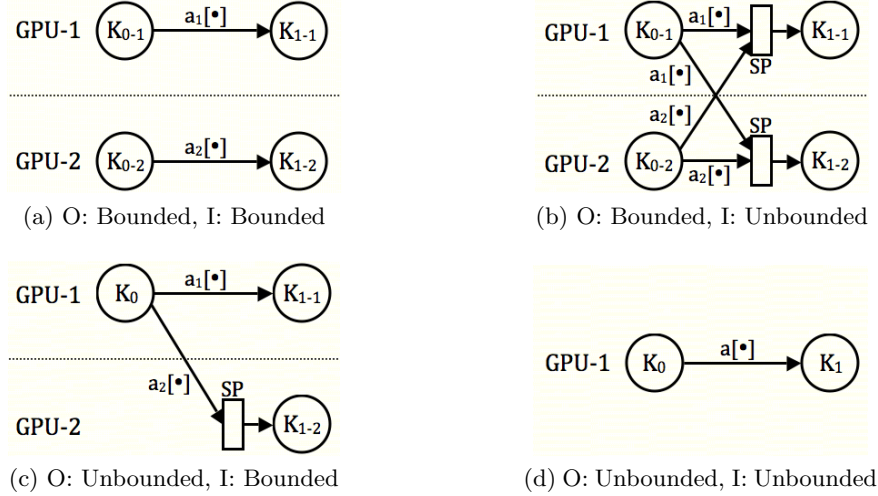 GPU-1 K0-1 a1[•] K1-1
GPU-2 K0-2 a2[•] K1-2
(a) O: Bounded, I: Bounded
GPU-1 K0-1 a1[•] SP K1-1
a1[•]
a2[•]
GPU-2 K0-2 a2[•] SP K1-2
(b) O: Bounded, I: Unbounded
GPU-1 K0 a1[•] K1-1
a2[•] SP
GPU-2 K1-2
(c) O: Unbounded, I: Bounded
GPU-1 K0 a[•] K1
(d) O: Unbounded, I: Unbounded